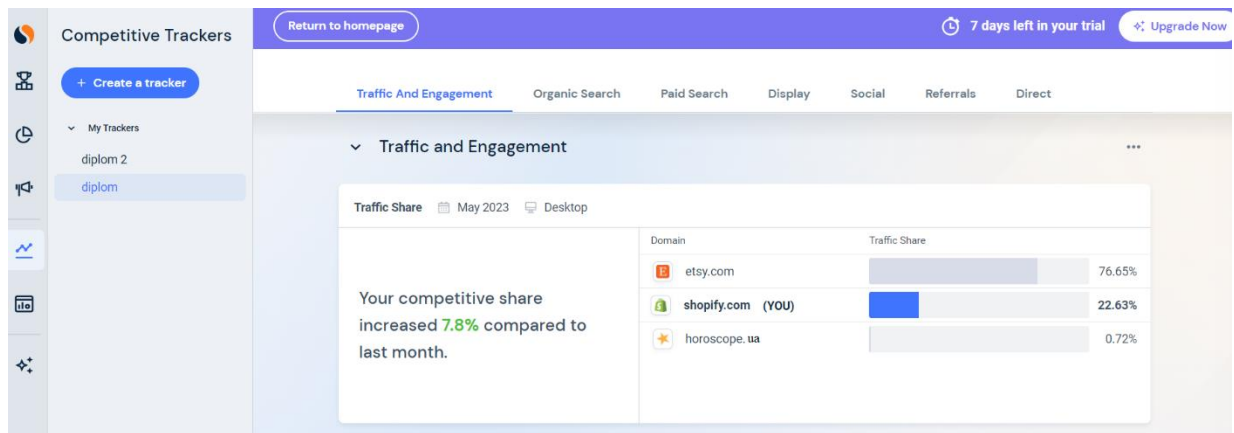 Competitive Trackers
+ Create a tracker
My Trackers
diplom 2
diplom
Return to homepage
7 days left in your trial
Upgrade Now
Traffic And Engagement Organic Search Paid Search Display Social Referrals Direct
Traffic and Engagement
Traffic Share May 2023 Desktop
Your competitive share
increased 7.8% compared to
last month.
Domain Traffic Share
etsy.com 76.65%
shopify.com (YOU) 22.63%
horoscope.ua 0.72%